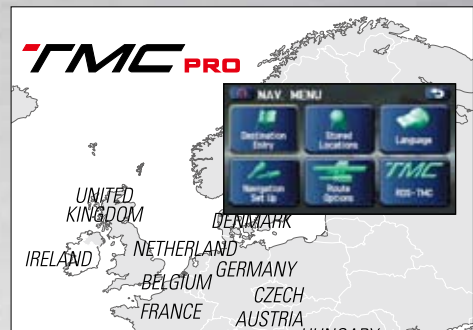 TMC PRO
NAV. MENU
Destination
Entry
Stored
Locations
Language
Navigation
Set Up
Route
Options
TMC
RDS-TMC
UNITED
KINGDOM
DENMARK
IRELAND
NETHERLAND
GERMANY
BELGIUM
CZECH
FRANCE
AUSTRIA
HUNGARY